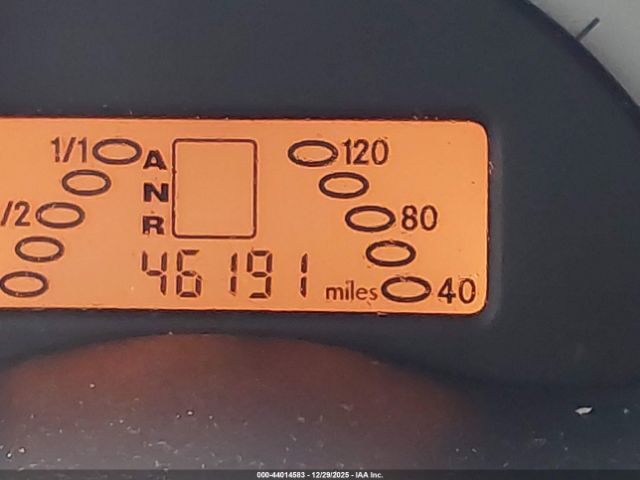 1/1 A 120
N
/2 R 80
46191 miles 40
000-44014583 - 12/29/2025 - IAA Inc.